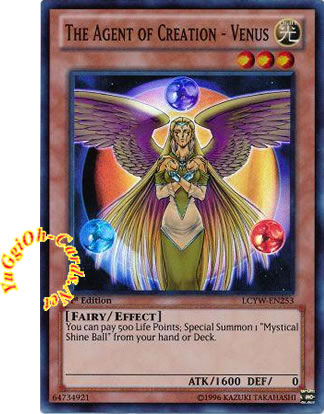 THE AGENT OF CREATION - VENUS
光
YuGgiOh-Cards.Net
1st Edition
LCYW-EN253
[FAIRY/EFFECT]
You can pay 500 Life Points; Special Summon 1 "Mystical
Shine Ball" from your hand or Deck.
ATK/1600 DEF/ 0
64734921
©1996 KAZUKI TAKAHASHI